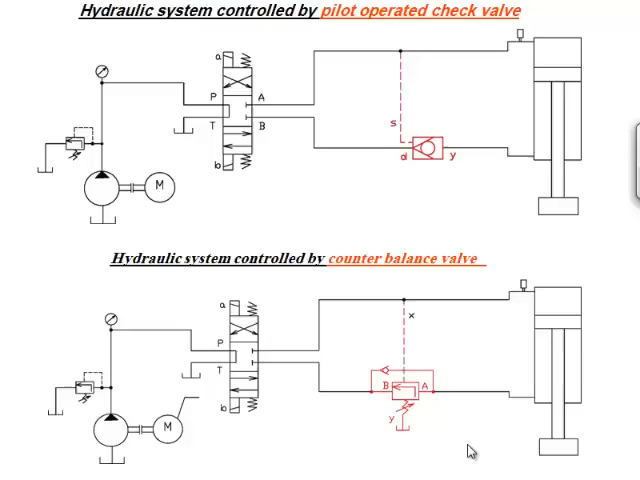 Hydraulic system controlled by pilot operated check valve
a
P A
T B
b
M
s
d y
Hydraulic system controlled by counter balance valve
a
P
T
b
M
x
B A
y